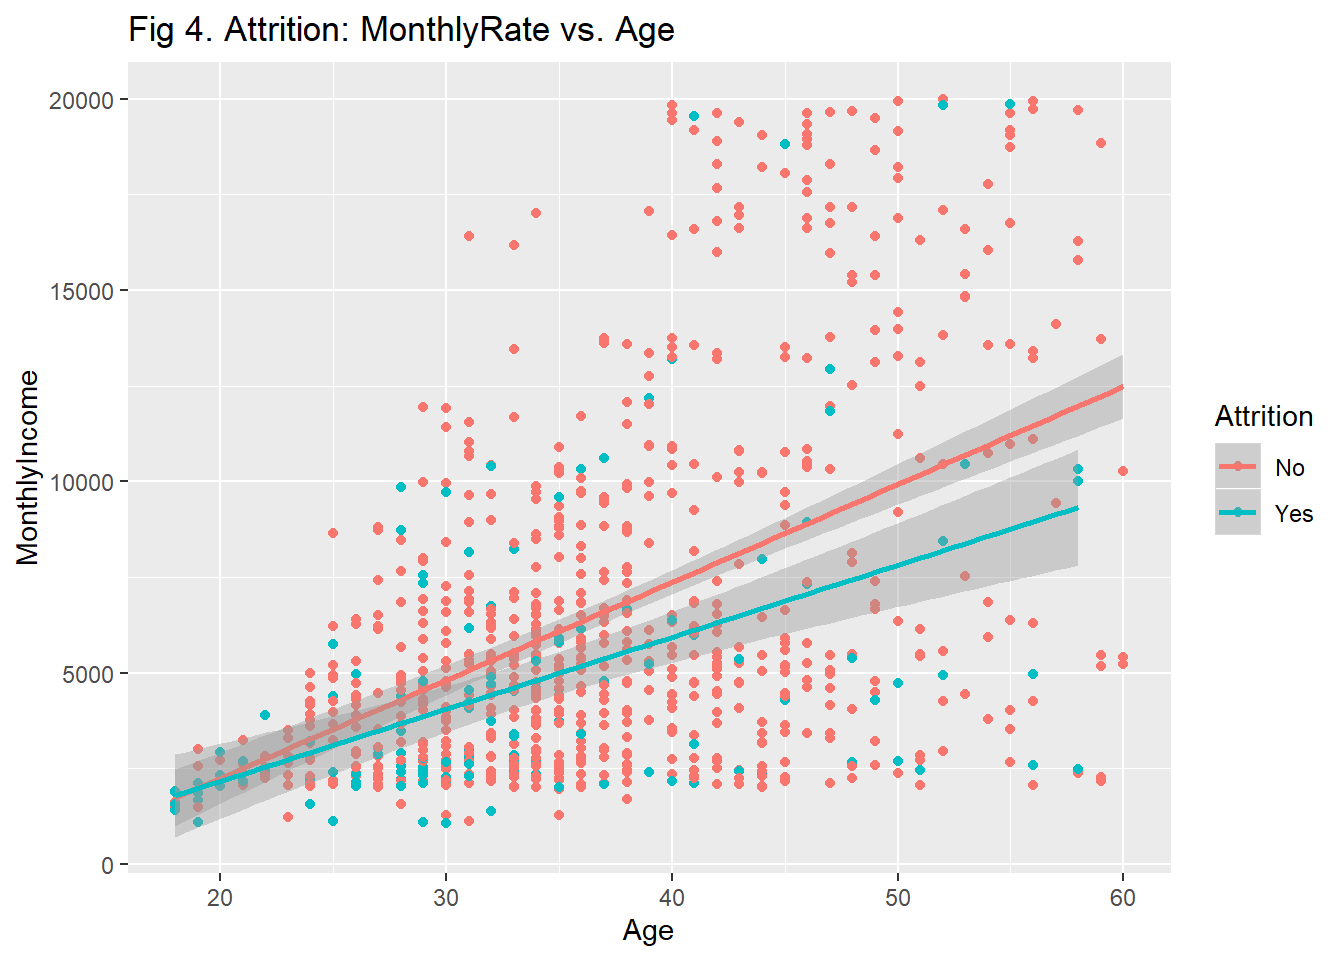 Fig 4. Attrition: MonthlyRate vs. Age
20000
15000
10000
5000
0
MonthlyIncome
20 30 40 50 60
Age
Attrition
No
Yes